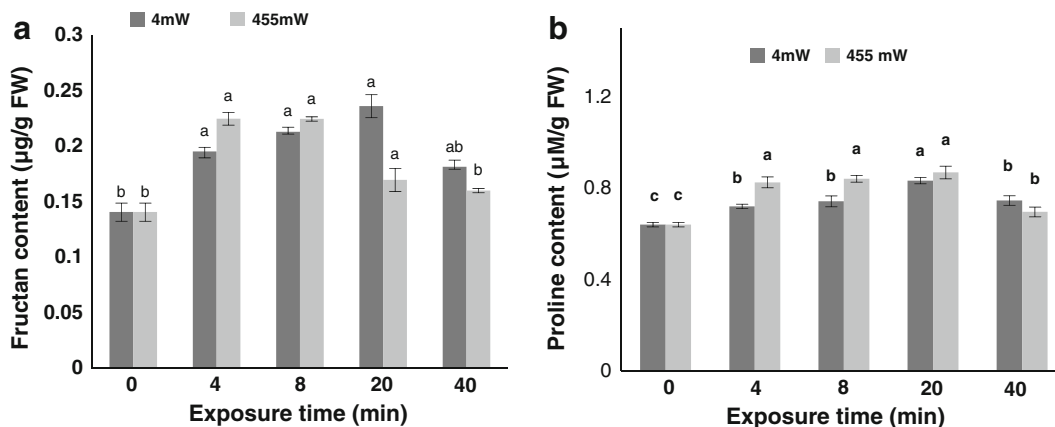 a
4mW 455mW
Fructan content (µg/g FW)
0.3
0.25
0.2
0.15
0.1
0.05
0
b b
a a
a a
a a
ab b
0 4 8 20 40
Exposure time (min)
b
4mW 455 mW
Proline content (µM/g FW)
1.2
0.8
0.4
0
c c
b a
b a
a a
b b
0 4 8 20 40
Exposure time (min)